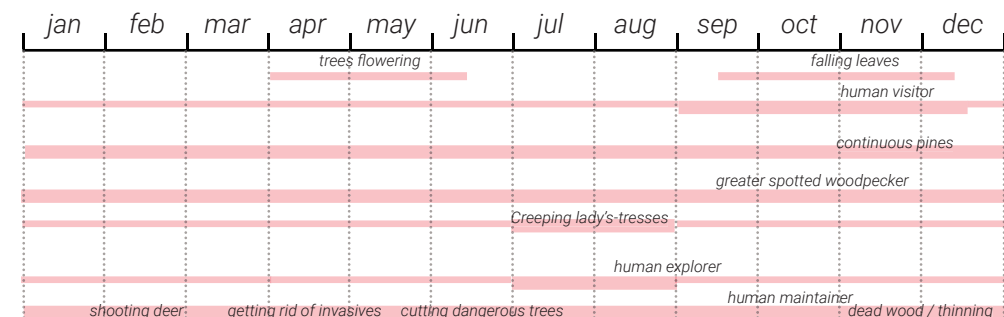 jan feb mar apr may jun jul aug sep oct nov dec
trees flowering falling leaves
human visitor
continuous pines
greater spotted woodpecker
Creeping lady's-tresses
human explorer
human maintainer
shooting deer getting rid of invasives cutting dangerous trees dead wood / thinning